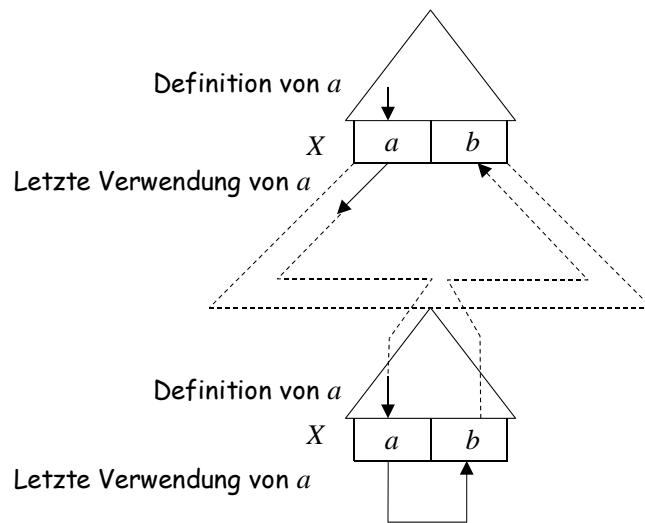 Definition von a
X a b
Letzte Verwendung von a
Definition von a
X a b
Letzte Verwendung von a